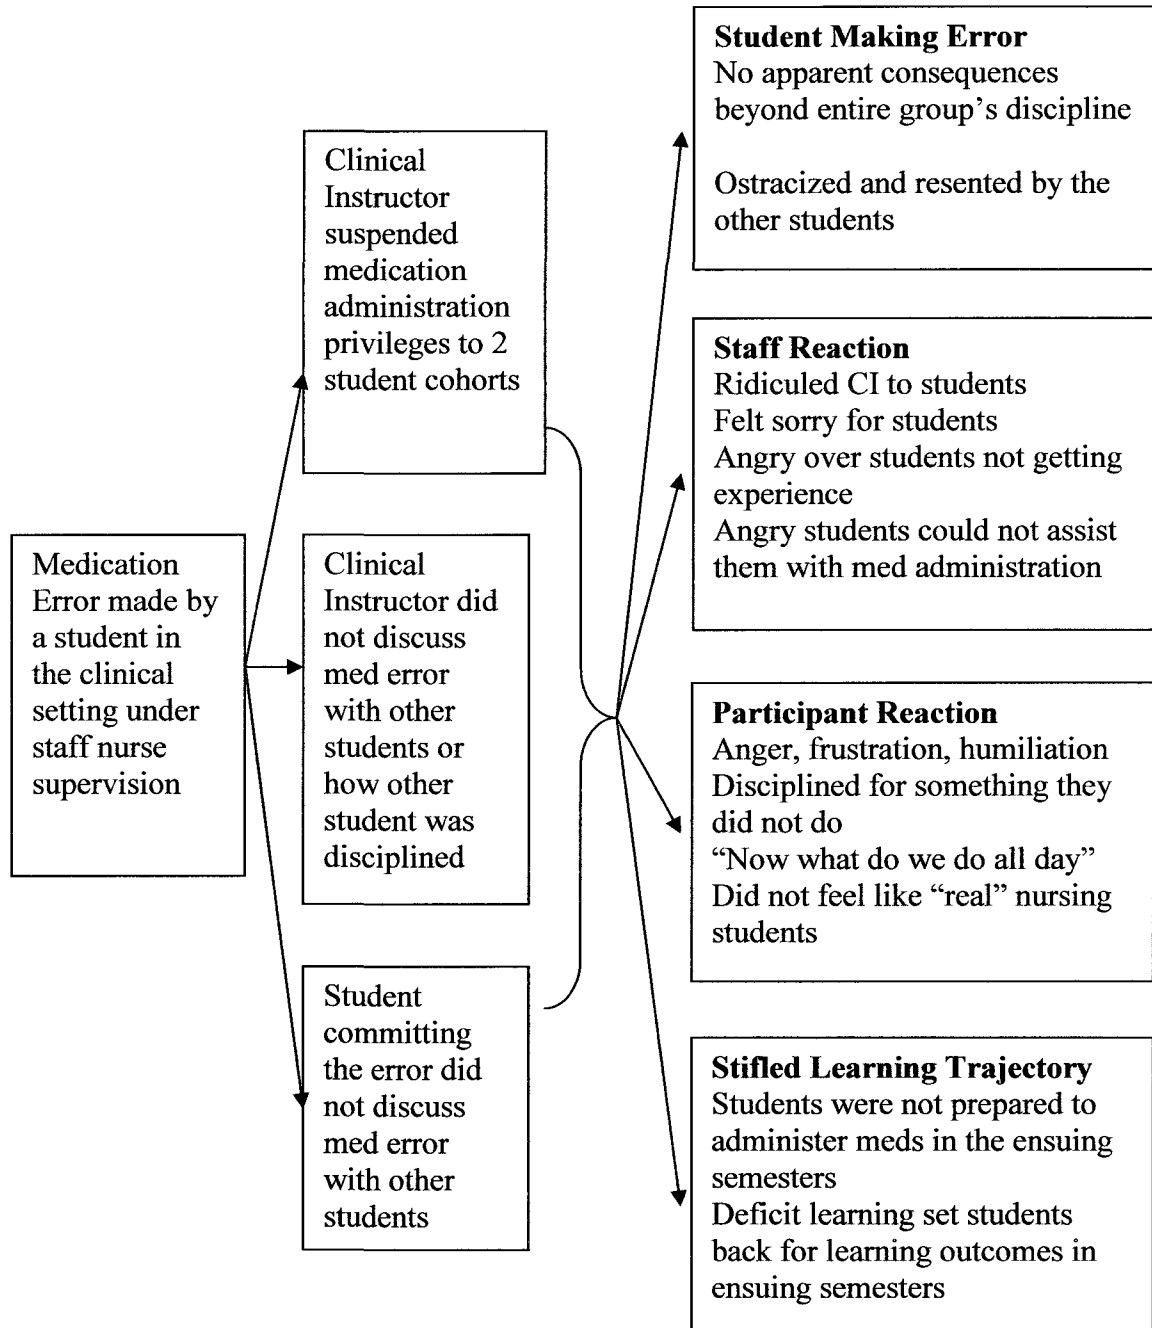 Medication
Error made by
a student in
the clinical
setting under
staff nurse
supervision
Clinical
Instructor
suspended
medication
administration
privileges to 2
student cohorts
Clinical
Instructor did
not discuss
med error
with other
students or
how other
student was
disciplined
Student
committing
the error did
not discuss
med error
with other
students
Student Making Error
No apparent consequences
beyond entire group’s discipline
Ostracized and resented by the
other students
Staff Reaction
Ridiculed CI to students
Felt sorry for students
Angry over students not getting
experience
Angry students could not assist
them with med administration
Participant Reaction
Anger, frustration, humiliation
Disciplined for something they
did not do
“Now what do we do all day”
Did not feel like “real” nursing
students
Stifled Learning Trajectory
Students were not prepared to
administer meds in the ensuing
semesters
Deficit learning set students
back for learning outcomes in
ensuing semesters